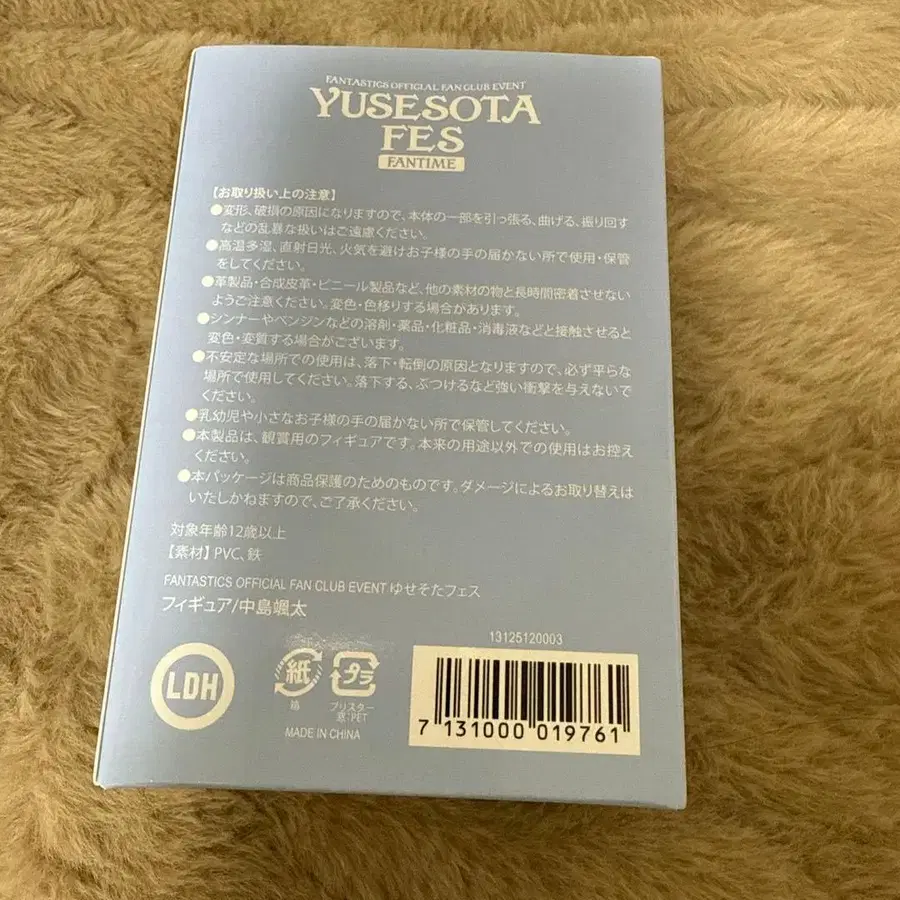 FANTASTICS OFFICIAL FAN CLUB EVENT
YUSESOTA
FES
FANTIME
【お取り扱い上の注意】
●変形、破損の原因になりますので、本体の一部を引っ張る、曲げる、振り回す
などの乱暴な扱いはご遠慮ください。
●高温多湿、直射日光、火気を避けお子様の手の届かない所で使用・保管
をしてください。
●革製品・合成皮革・ビニール製品など、他の素材の物と長時間密着させない
ようご注意ください。変色・色移りする場合があります。
●シンナーやベンジンなどの溶剤・薬品・化粧品・消毒液などと接触させると
変色・変質する場合がございます。
●不安定な場所での使用は、落下・転倒の原因となりますので、必ず平らな
場所で使用してください。落下する、ぶつけるなど強い衝撃を与えないで
ください。
●乳幼児や小さなお子様の手の届かない所で保管してください。
●本製品は、観賞用のフィギュアです。本来の用途以外での使用はお控え
ください。
●本パッケージは商品保護のためのものです。ダメージによるお取り替えは
いたしかねますので、ご了承ください。
対象年齢12歳以上
【素材】PVC、鉄
FANTASTICS OFFICIAL FAN CLUB EVENT ゆせそたフェス
フィギュア/中島颯太
LDH
紙
箱
プラ
ブリスター
窓:PET
MADE IN CHINA
13125120003
7 131000 019761